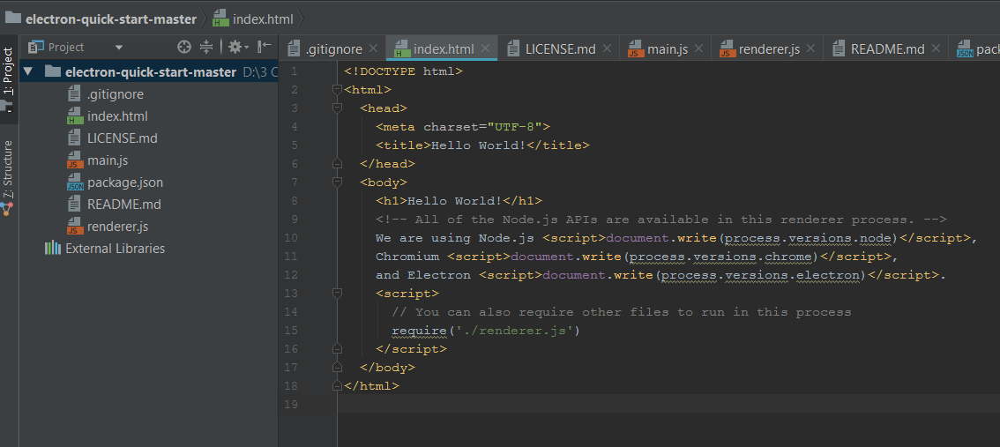 electron-quick-start-master index.html
1: Project
7: Structure
Project
electron-quick-start-master D:\3 C
.gitignore
index.html
LICENSE.md
main.js
package.json
README.md
renderer.js
External Libraries
.gitignore index.html LICENSE.md main.js renderer.js README.md pac
1 <!DOCTYPE html>
2 <html>
3 <head>
4 <meta charset="UTF-8">
5 <title>Hello World!</title>
6 </head>
7 <body>
8 <h1>Hello World!</h1>
9 <!-- All of the Node.js APIs are available in this renderer process. -->
10 We are using Node.js <script>document.write(process.versions.node)</script>,
11 Chromium <script>document.write(process.versions.chrome)</script>,
12 and Electron <script>document.write(process.versions.electron)</script>.
13 <script>
14 // You can also require other files to run in this process
15 require('./renderer.js')
16 </script>
17 </body>
18 </html>
19